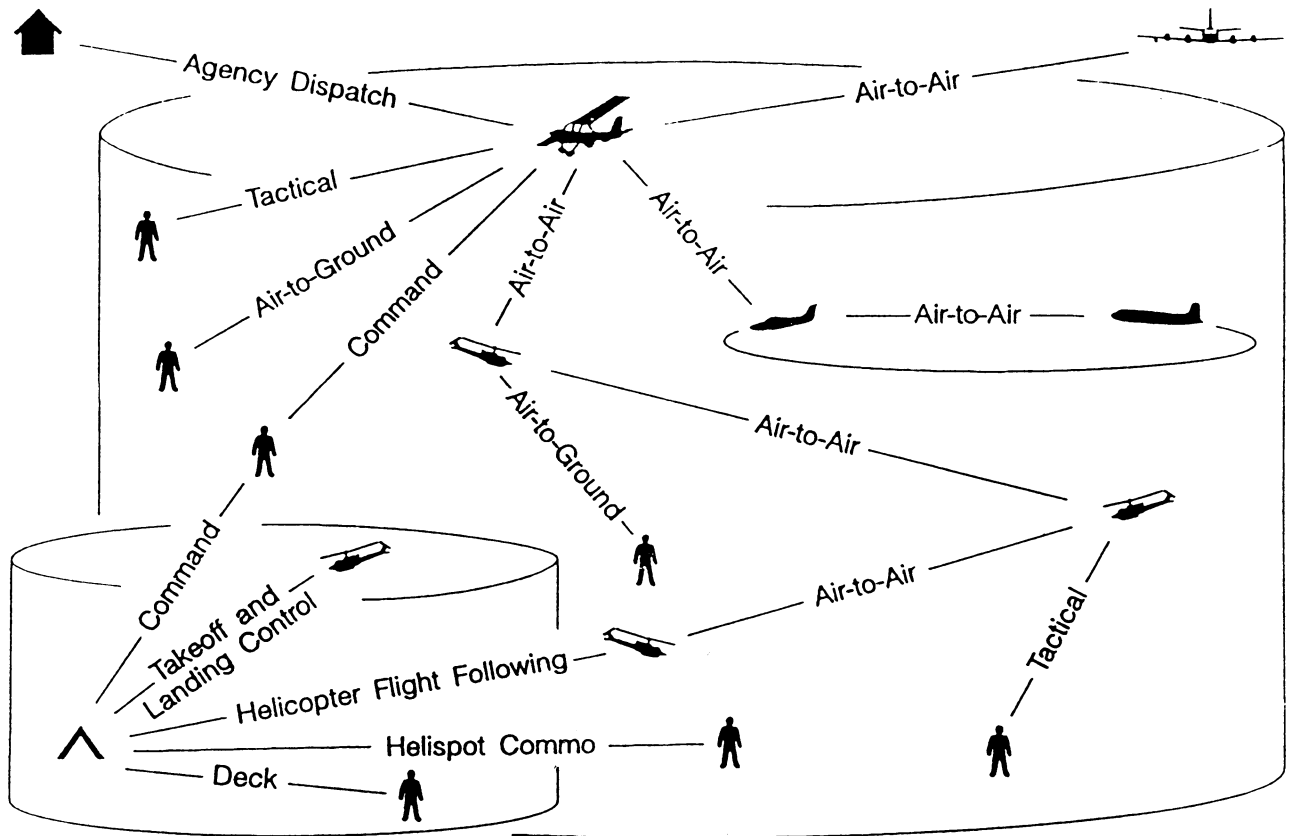 Agency Dispatch
Air-to-Air
Tactical
Air-to-Ground
Command
Air-to-Air
Air-to-Air
Air-to-Air
Air-to-Ground
Air-to-Air
Command
Takeoff and
Landing Control
Air-to-Air
Tactical
Helicopter Flight Following
Helispot Commo
Deck